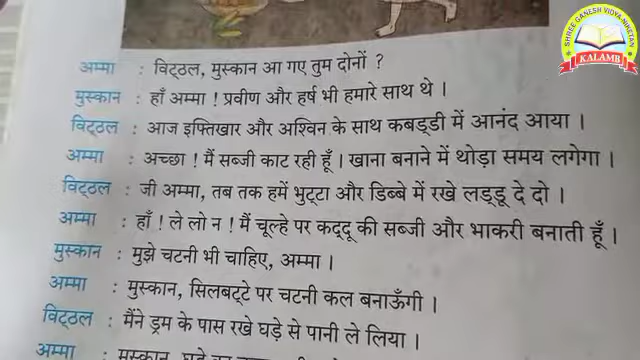 SHREE GANESH VIDYA NIKETAN
KALAMB
अम्मा : विट्ठल, मुस्कान आ गए तुम दोनों ?
मुस्कान : हाँ अम्मा ! प्रवीण और हर्ष भी हमारे साथ थे ।
विट्ठल : आज इफ्तिखार और अश्विन के साथ कबड्डी में आनंद आया ।
अम्मा : अच्छा ! मैं सब्जी काट रही हूँ । खाना बनाने में थोड़ा समय लगेगा ।
विट्ठल : जी अम्मा, तब तक हमें भुट्टा और डिब्बे में रखे लड्डू दे दो ।
अम्मा : हाँ ! ले लो न ! मैं चूल्हे पर कद्दू की सब्जी और भाकरी बनाती हूँ ।
मुस्कान : मुझे चटनी भी चाहिए, अम्मा ।
अम्मा : मुस्कान, सिलबट्टे पर चटनी कल बनाऊँगी ।
विट्ठल : मैंने ड्रम के पास रखे घड़े से पानी ले लिया ।
अम्मा : मुस्कान, घड़े का